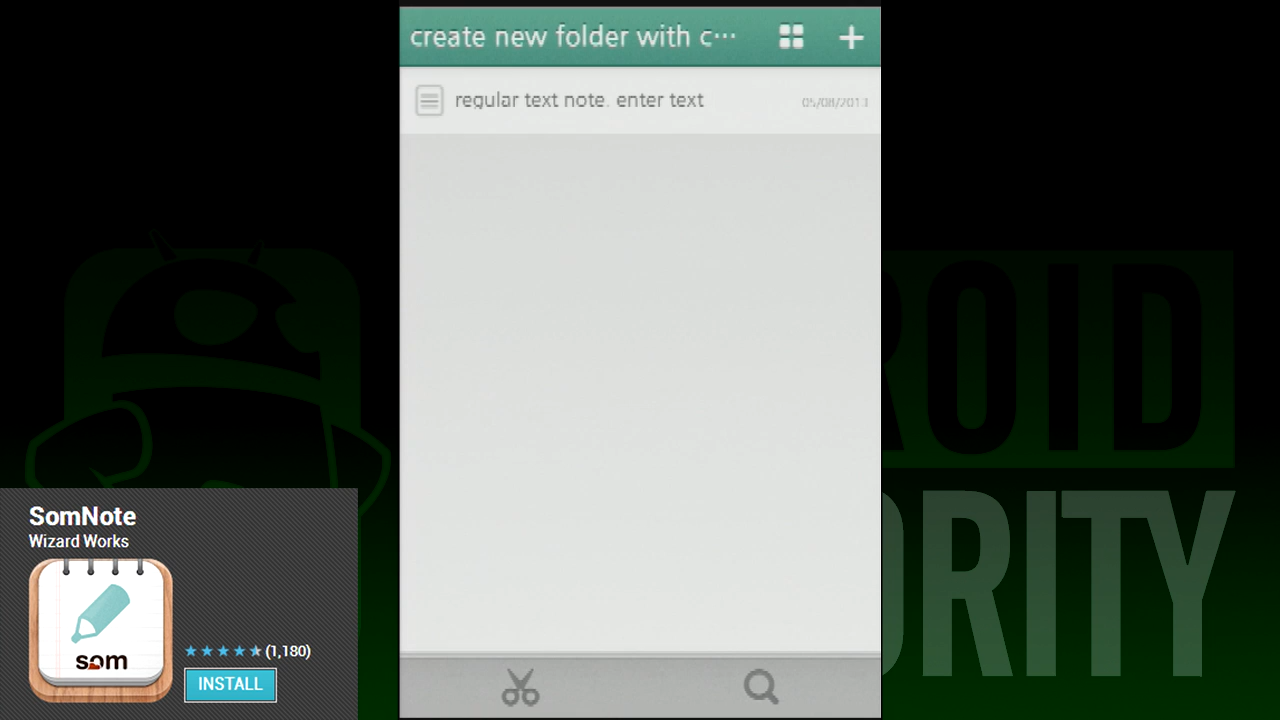 create new folder with c⋯
regular text note. enter text
05/08/2013
ROID
ORITY
SomNote
Wizard Works
som
(1,180)
INSTALL